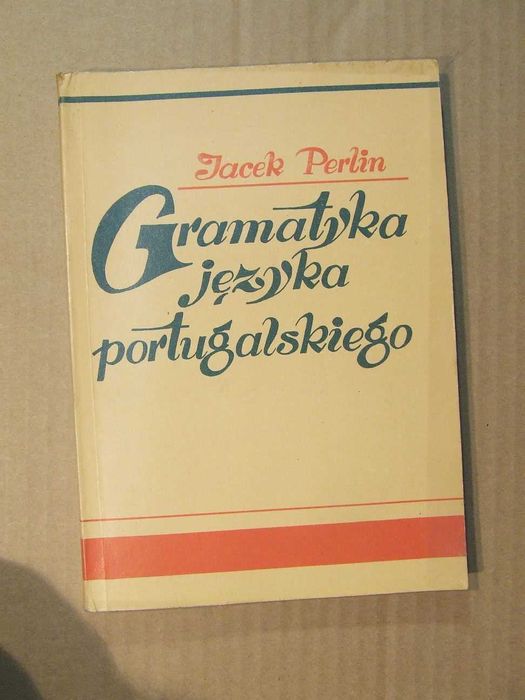 Jacek Perlin
Gramatyka
języka
portugalskiego